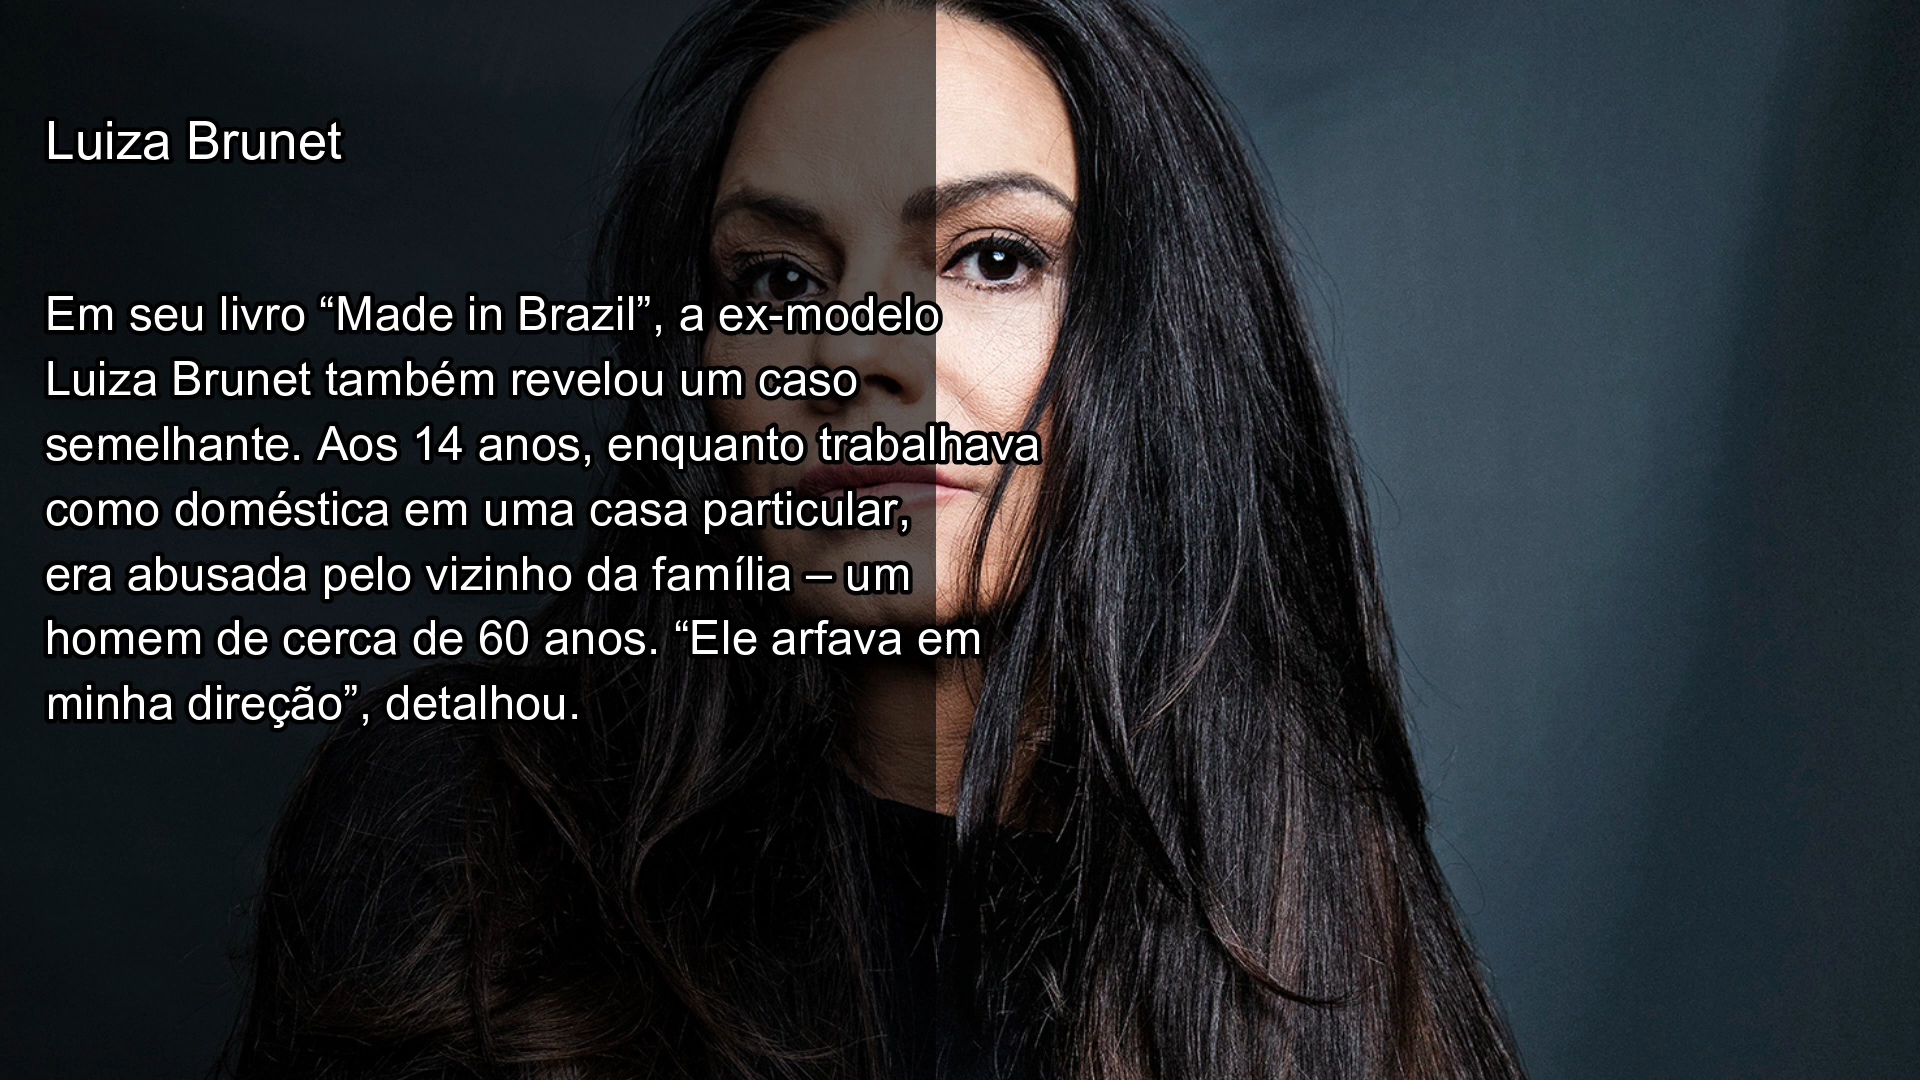 Luiza Brunet
Em seu livro “Made in Brazil”, a ex-modelo
Luiza Brunet também revelou um caso
semelhante. Aos 14 anos, enquanto trabalhava
como doméstica em uma casa particular,
era abusada pelo vizinho da família – um
homem de cerca de 60 anos. “Ele arfava em
minha direção”, detalhou.